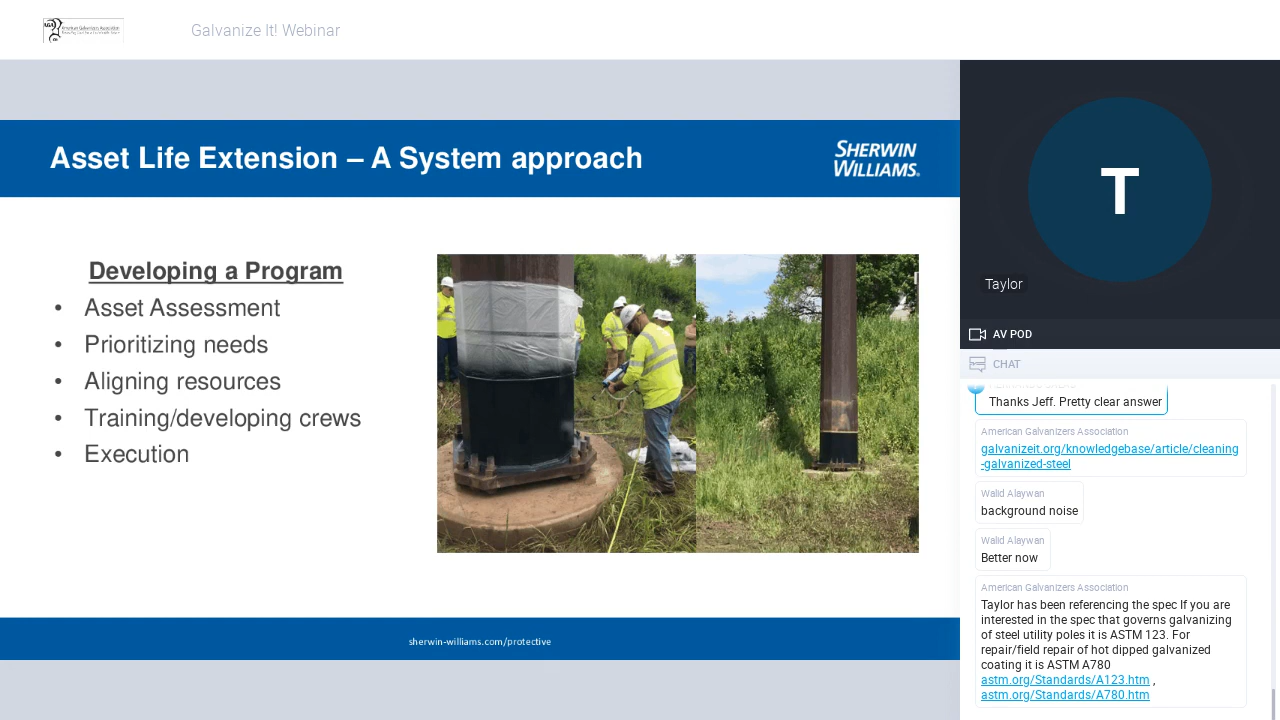 AGA
American Galvanizers Association
Galvanize It! Webinar
Asset Life Extension – A System approach
SHERWIN
WILLIAMS®
Developing a Program
• Asset Assessment
• Prioritizing needs
• Aligning resources
• Training/developing crews
• Execution
sherwin-williams.com/protective
T
Taylor
AV POD
CHAT
Thanks Jeff. Pretty clear answer
American Galvanizers Association
galvanizeit.org/knowledgebase/article/cleaning
-galvanized-steel
Walid Alaywan
background noise
Walid Alaywan
Better now
American Galvanizers Association
Taylor has been referencing the spec If you are
interested in the spec that governs galvanizing
of steel utility poles it is ASTM 123. For
repair/field repair of hot dipped galvanized
coating it is ASTM A780
astm.org/Standards/A123.htm ,
astm.org/Standards/A780.htm